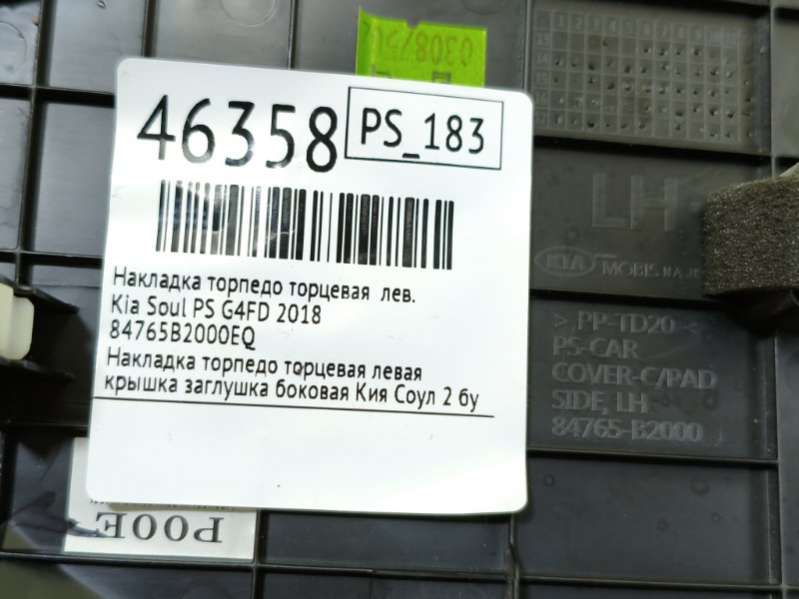 46358
PS_183
Накладка торпедо торцевая лев.
Kia Soul PS G4FD 2018
84765B2000EQ
Накладка торпедо торцевая левая
крышка заглушка боковая Кия Соул 2 бу
LH
KIA MOBIS
> PP-TD20 <
PS-CAR
COVER-C/PAD
SIDE, LH
84765-B2000
POOE